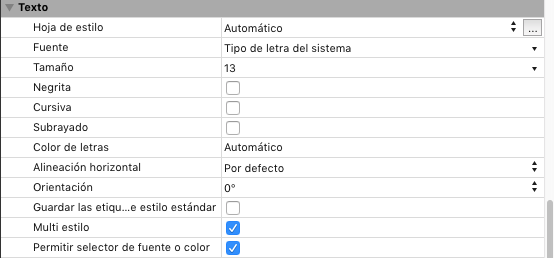 Texto
Hoja de estilo Automático ...
Fuente Tipo de letra del sistema
Tamaño 13
Negrita
Cursiva
Subrayado
Color de letras Automático
Alineación horizontal Por defecto
Orientación 0°
Guardar las etiqu...e estilo estándar
Multi estilo
Permitir selector de fuente o color